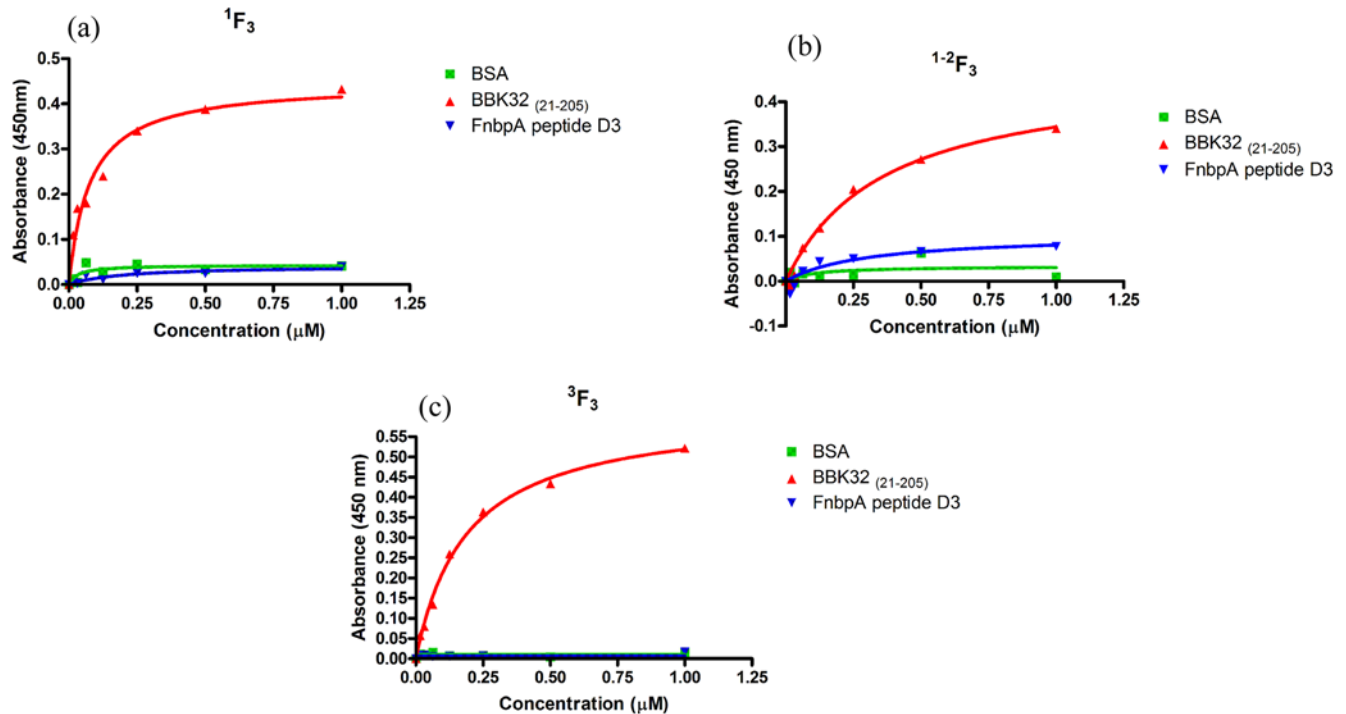 (a)
¹F₃
Absorbance (450nm)
0.5
0.4
0.3
0.2
0.1
0.0
0.00 0.25 0.50 0.75 1.00 1.25
Concentration (μM)
BSA
BBK32 (21-205)
FnbpA peptide D3
(b)
¹⁻²F₃
Absorbance (450 nm)
0.4
0.3
0.2
0.1
0.0
-0.1
0.25 0.50 0.75 1.00 1.25
Concentration (μM)
BSA
BBK32 (21-205)
FnbpA peptide D3
(c)
³F₃
Absorbance (450 nm)
0.55
0.50
0.45
0.40
0.35
0.30
0.25
0.20
0.15
0.10
0.05
0.00
0.00 0.25 0.50 0.75 1.00 1.25
Concentration (μM)
BSA
BBK32 (21-205)
FnbpA peptide D3